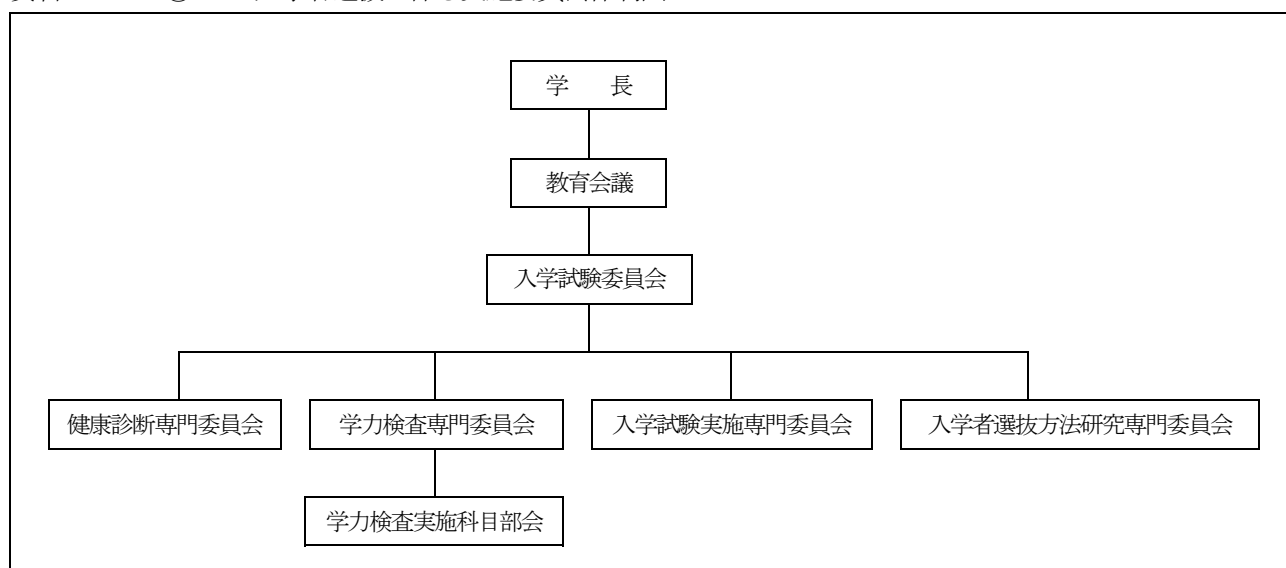 学 長
教育会議
入学試験委員会
健康診断専門委員会
学力検査専門委員会
入学試験実施専門委員会
入学者選抜方法研究専門委員会
学力検査実施科目部会